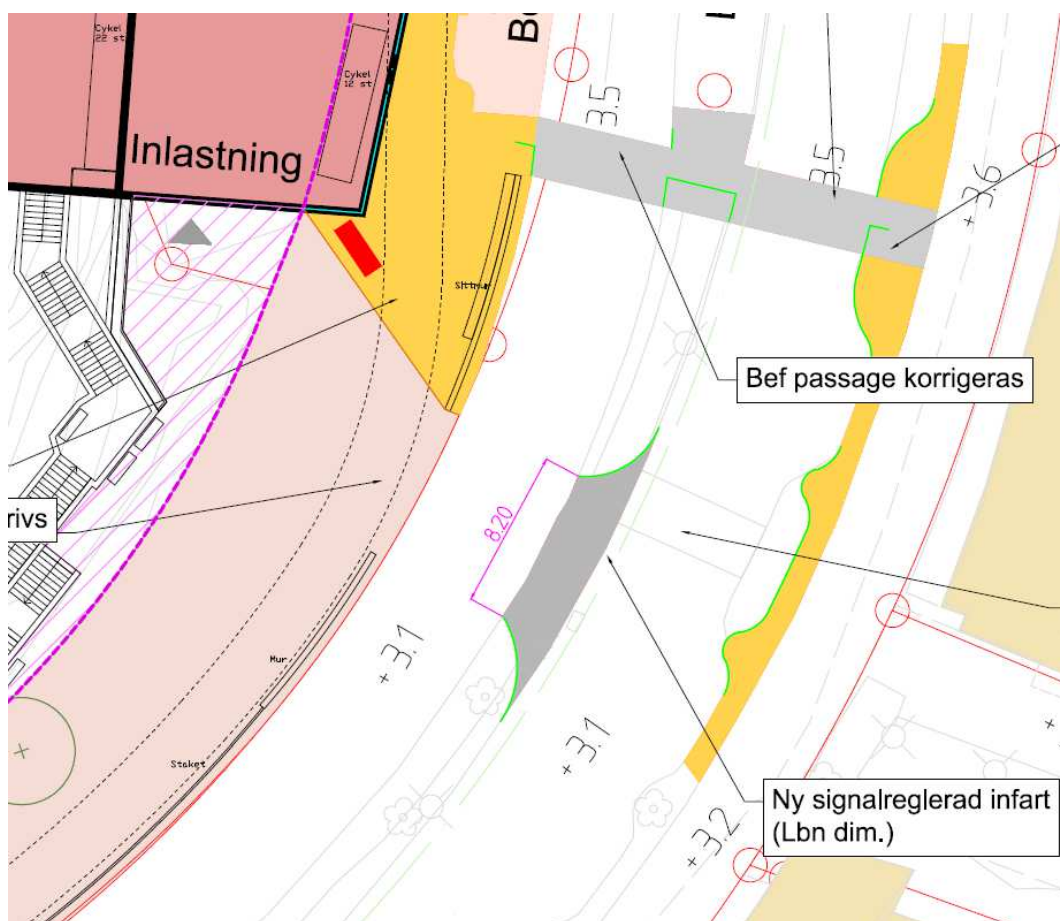 Cykel
22 st
Cykel
12 st
Inlastning
3.5
3.5
+ 3.6
Sittmur
Bef passage korrigeras
rivs
8.20
+ 3.1
+ 3.1
Mur
Staket
Ny signalreglerad infart
(Lbn dim.)
+ 3.2